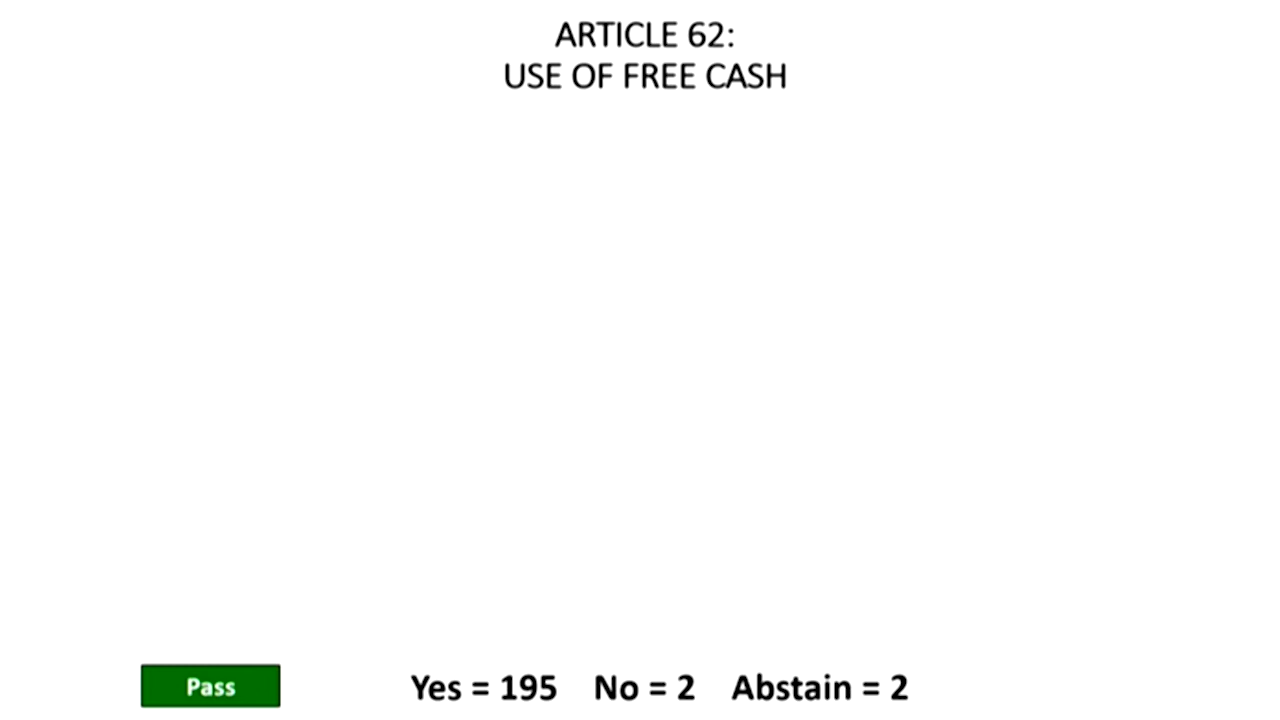 ARTICLE 62:
USE OF FREE CASH
Pass
Yes = 195 No = 2 Abstain = 2